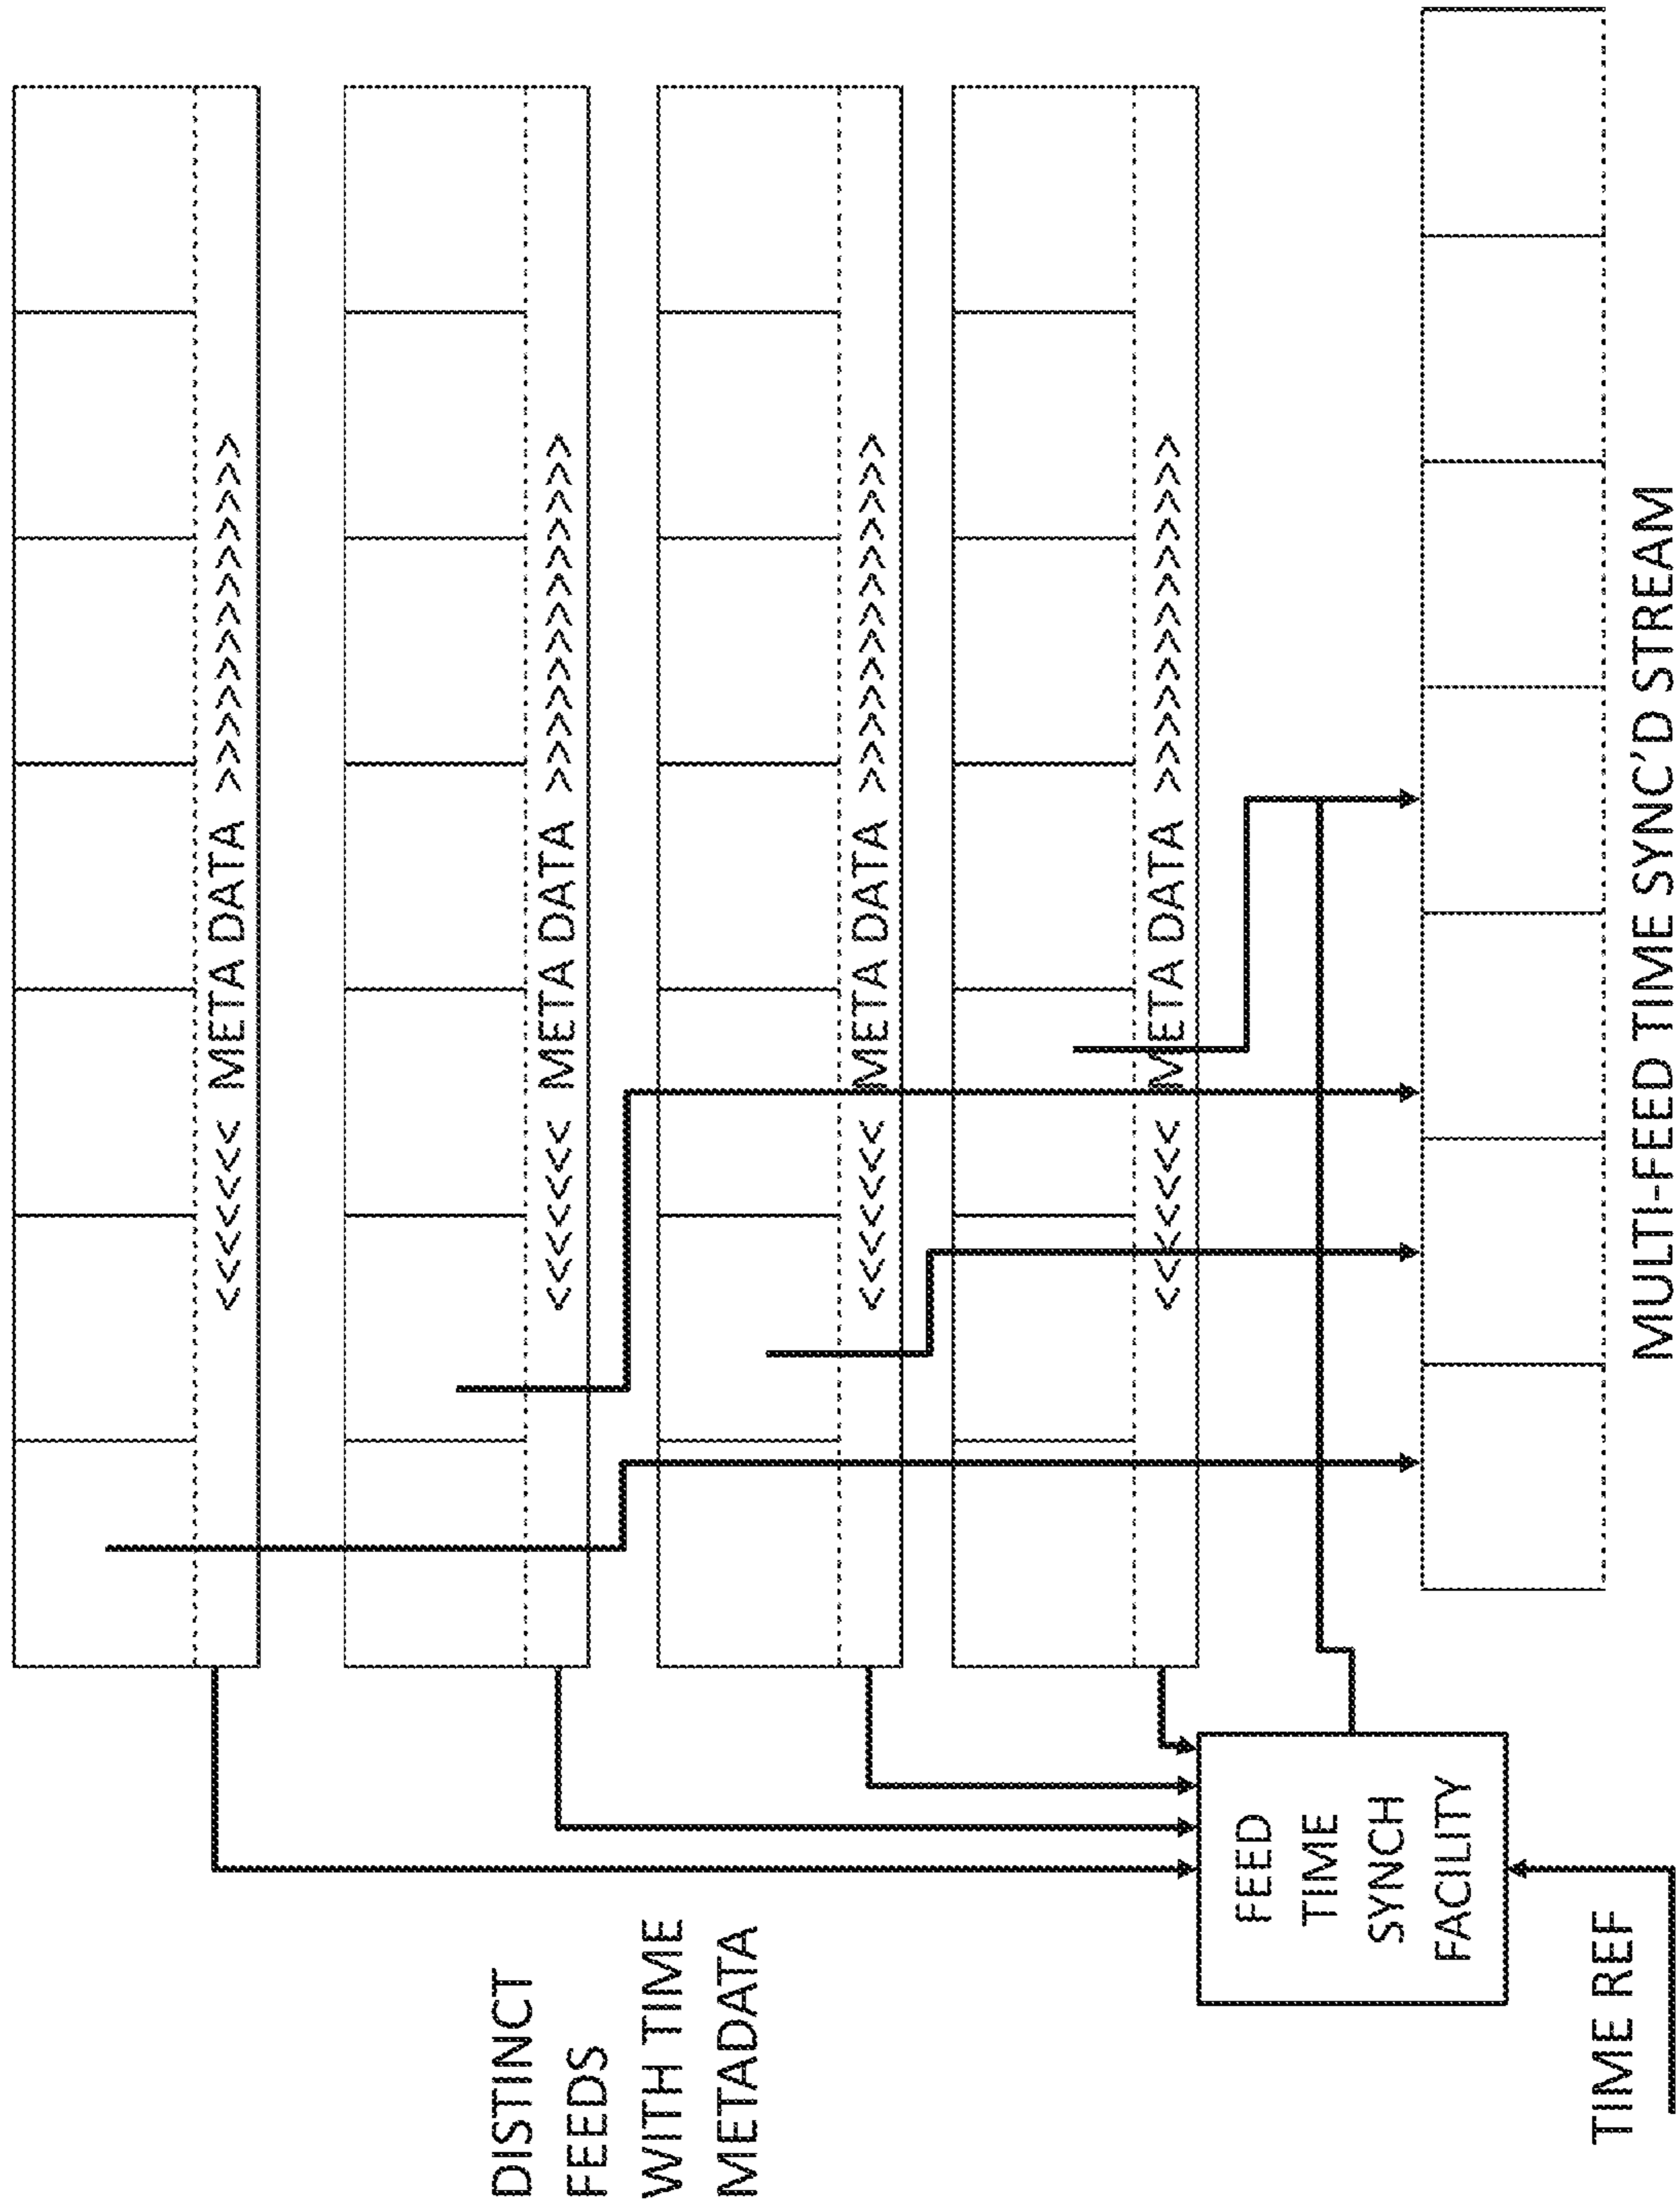 <<<<<<< META DATA >>>>>>>>>>>>>
<<<<<<< META DATA >>>>>>>>>>>>>
<<<<<<< META DATA >>>>>>>>>>>>>
<<<<<<< META DATA >>>>>>>>>>>>>
DISTINCT
FEEDS
WITH TIME
METADATA
FEED
TIME
SYNCH
FACILITY
TIME REF
MULTI-FEED TIME SYNC'D STREAM